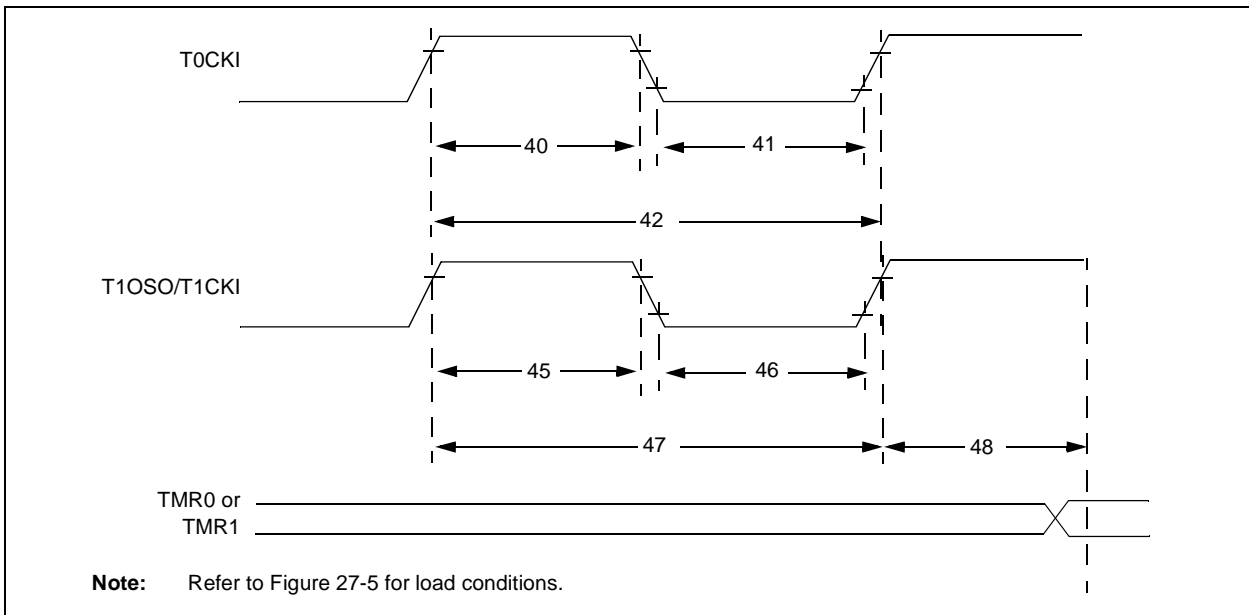 T0CKI
40
41
42
T1OSO/T1CKI
45
46
47
48
TMR0 or
TMR1
Note: Refer to Figure 27-5 for load conditions.